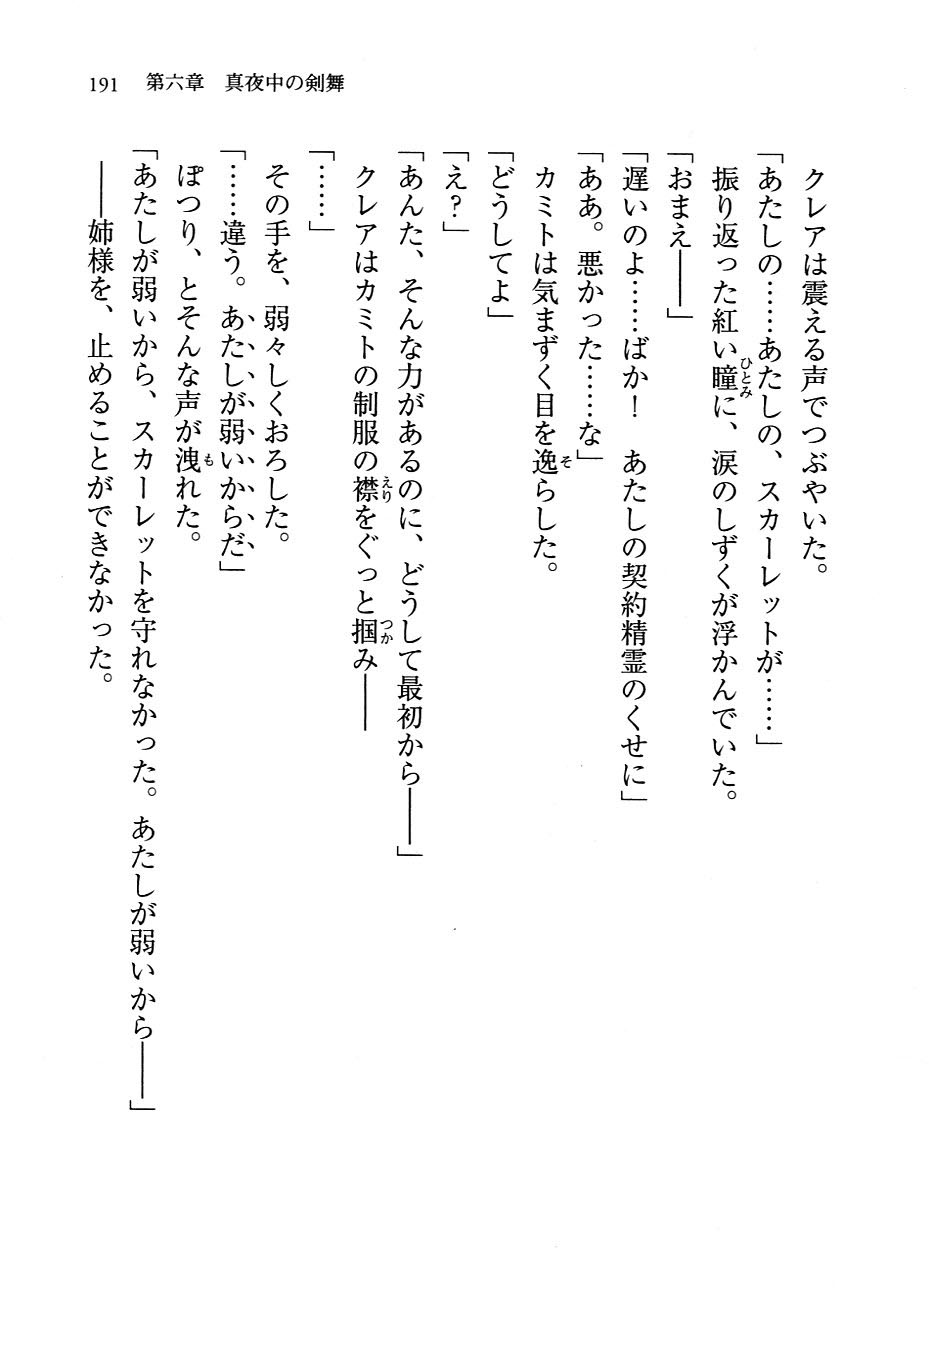 191　第六章　真夜中の剣舞
　クレアは震える声でつぶやいた。
「あたしの……あたしの、スカーレットが……」
　振り返った紅い瞳に、涙のしずくが浮かんでいた。
「おまえ――」
「遅いのよ……ばか！　あたしの契約精霊のくせに」
「ああ。悪かった……な」
　カミトは気まずく目を逸らした。
「どうしてよ」
「え？」
「あんた、そんな力があるのに、どうして最初から――」
　クレアはカミトの制服の襟をぐっと掴み――
「……」
　その手を、弱々しくおろした。
「……違う。あたしが弱いからだ」
　ぽつり、とそんな声が洩れた。
「あたしが弱いから、スカーレットを守れなかった。あたしが弱いから――」
　――姉様を、止めることができなかった。